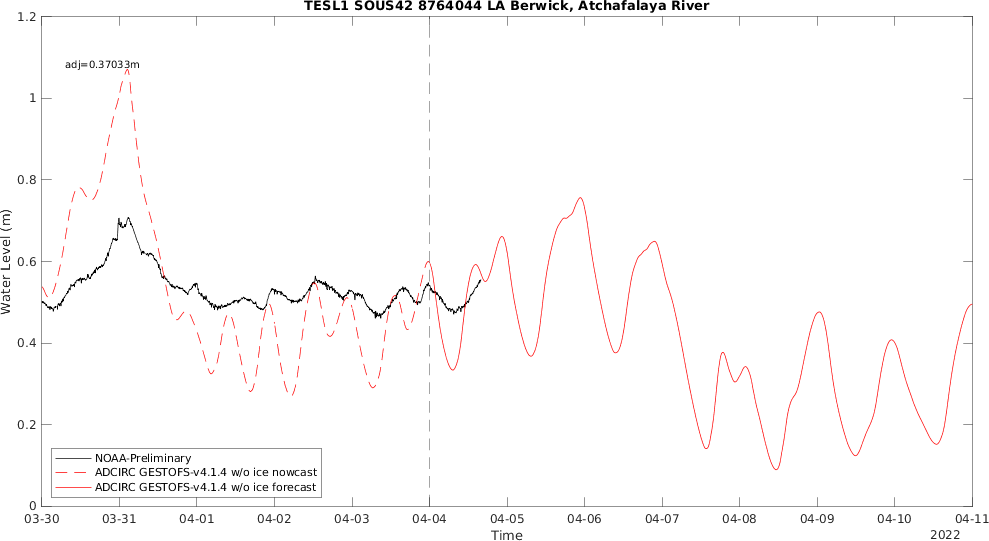 TESL1 SOUS42 8764044 LA Berwick, Atchafalaya River
1.2
adj=0.37033m
1
0.8
0.6
0.4
0.2
0
Water Level (m)
NOAA-Preliminary
ADCIRC GESTOFS-v4.1.4 w/o ice nowcast
ADCIRC GESTOFS-v4.1.4 w/o ice forecast
03-30 03-31 04-01 04-02 04-03 04-04 04-05 04-06 04-07 04-08 04-09 04-10 04-11
Time
2022